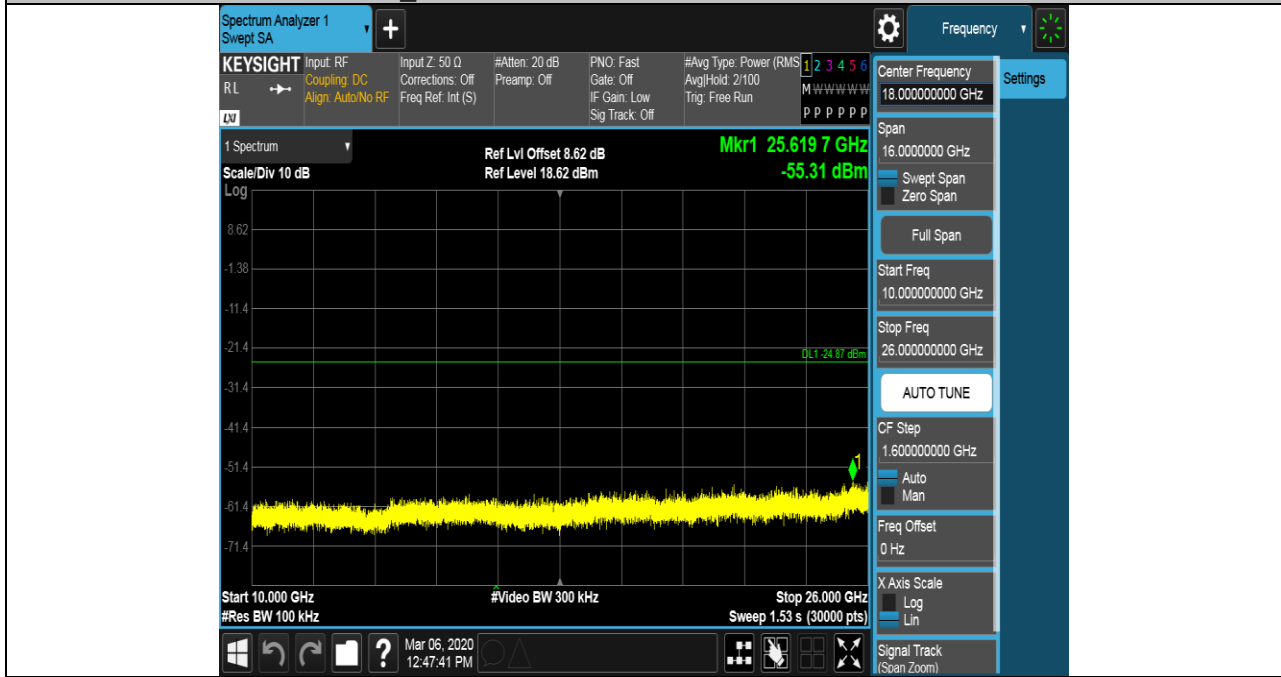 Spectrum Analyzer 1
Swept SA
+
Frequency
KEYSIGHT
RL
LXI
Input: RF
Coupling: DC
Align: Auto/No RF
Input Z: 50 Ω
Corrections: Off
Freq Ref: Int (S)
#Atten: 20 dB
Preamp: Off
PNO: Fast
Gate: Off
IF Gain: Low
Sig Track: Off
#Avg Type: Power (RMS
Avg|Hold: 2/100
Trig: Free Run
1 2 3 4 5 6
M W W W W W
P P P P P P
1 Spectrum
Scale/Div 10 dB
Log
Ref Lvl Offset 8.62 dB
Ref Level 18.62 dBm
Mkr1 25.619 7 GHz
-55.31 dBm
8.62
-1.38
-11.4
-21.4
DL1 -24.87 dBm
-31.4
-41.4
-51.4
1
-61.4
-71.4
Start 10.000 GHz
#Res BW 100 kHz
#Video BW 300 kHz
Stop 26.000 GHz
Sweep 1.53 s (30000 pts)
?
Mar 06, 2020
12:47:41 PM
Center Frequency
18.000000000 GHz
Settings
Span
16.0000000 GHz
Swept Span
Zero Span
Full Span
Start Freq
10.000000000 GHz
Stop Freq
26.000000000 GHz
AUTO TUNE
CF Step
1.600000000 GHz
Auto
Man
Freq Offset
0 Hz
X Axis Scale
Log
Lin
Signal Track
(Span Zoom)